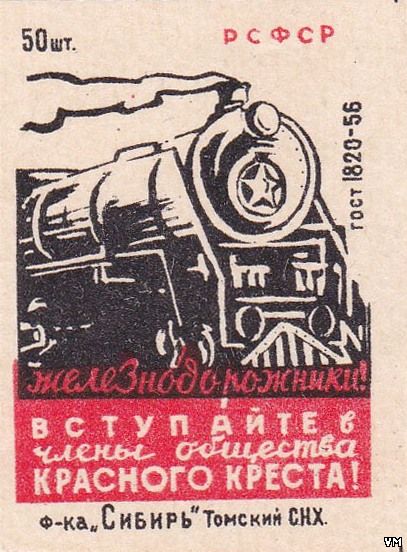 50 шт. РСФСР
ГОСТ 1820-56
железнодорожники!
ВСТУПАЙТЕ в
члены общества
КРАСНОГО КРЕСТА!
Ф-ка „Сибирь" Томский СНХ.
VM